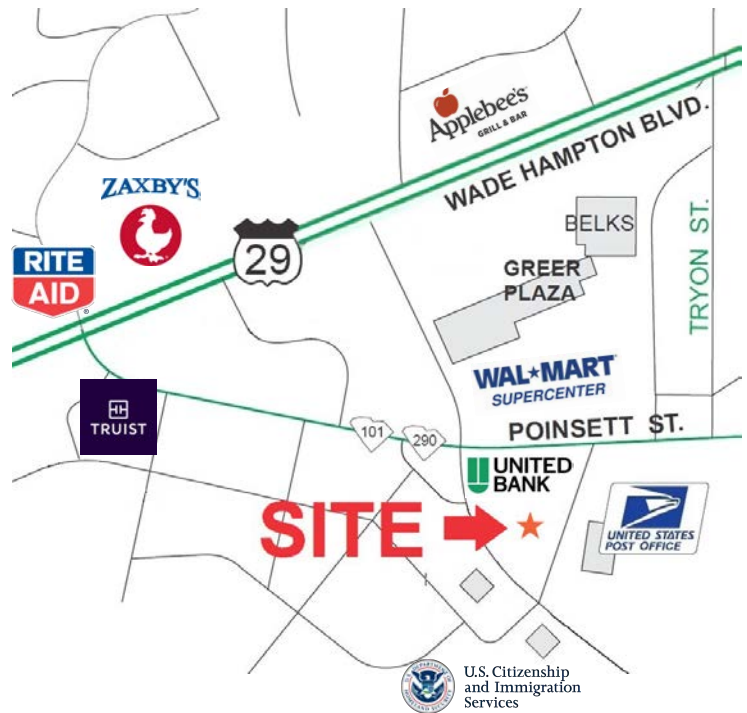 Applebee's
GRILL & BAR
WADE HAMPTON BLVD.
ZAXBY'S
BELKS
TRYON ST.
RITE
AID
®
29
GREER
PLAZA
WAL★MART
SUPERCENTER
TRUIST
101
290
POINSETT ST.
UNITED
BANK
SITE
UNITED STATES
POST OFFICE
U.S. Citizenship
and Immigration
Services